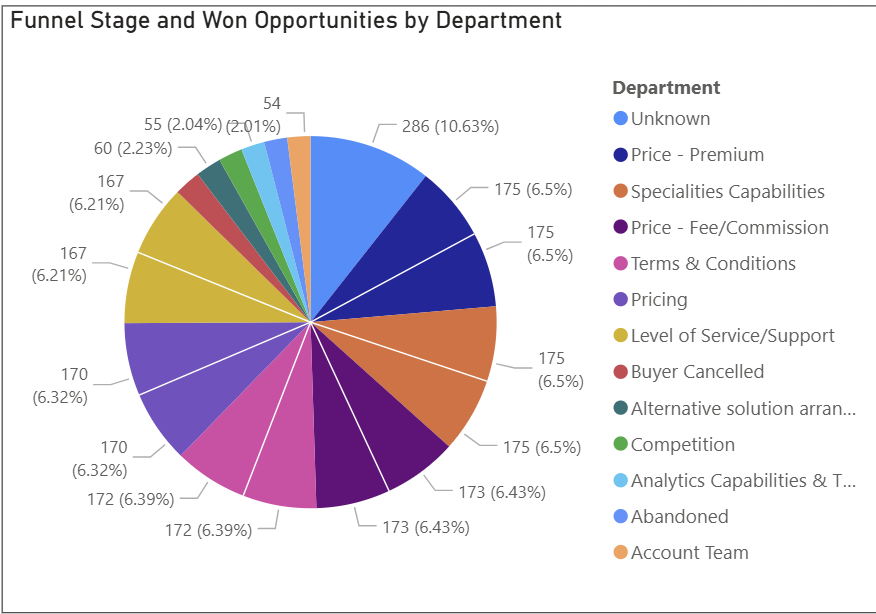 Funnel Stage and Won Opportunities by Department
54
55 (2.04%)
(2.01%)
286 (10.63%)
60 (2.23%)
167
(6.21%)
175 (6.5%)
175
(6.5%)
167
(6.21%)
175
(6.5%)
170
(6.32%)
175 (6.5%)
170
(6.32%)
173 (6.43%)
172 (6.39%)
173 (6.43%)
172 (6.39%)
Department
Unknown
Price - Premium
Specialities Capabilities
Price - Fee/Commission
Terms & Conditions
Pricing
Level of Service/Support
Buyer Cancelled
Alternative solution arran...
Competition
Analytics Capabilities & T...
Abandoned
Account Team